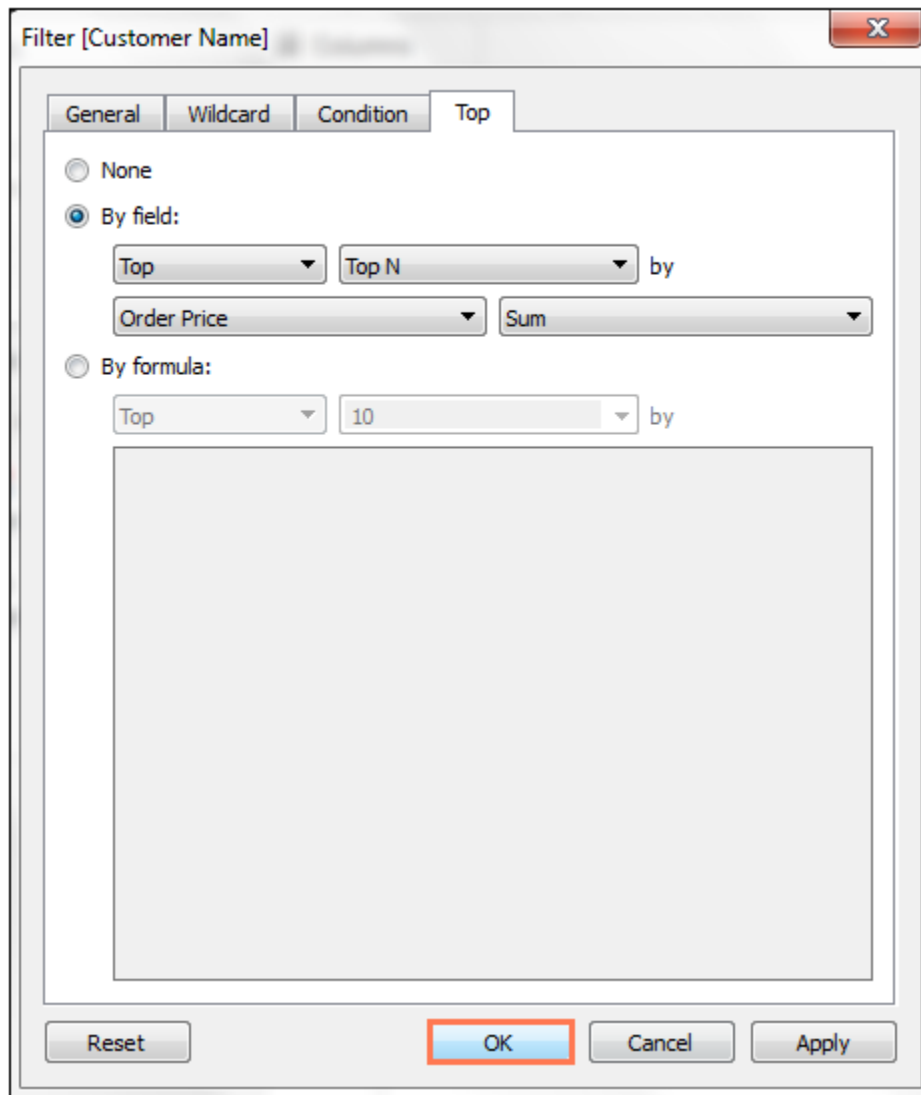 Filter [Customer Name]
General Wildcard Condition Top
None
By field:
Top Top N by
Order Price Sum
By formula:
Top 10 by
Reset OK Cancel Apply